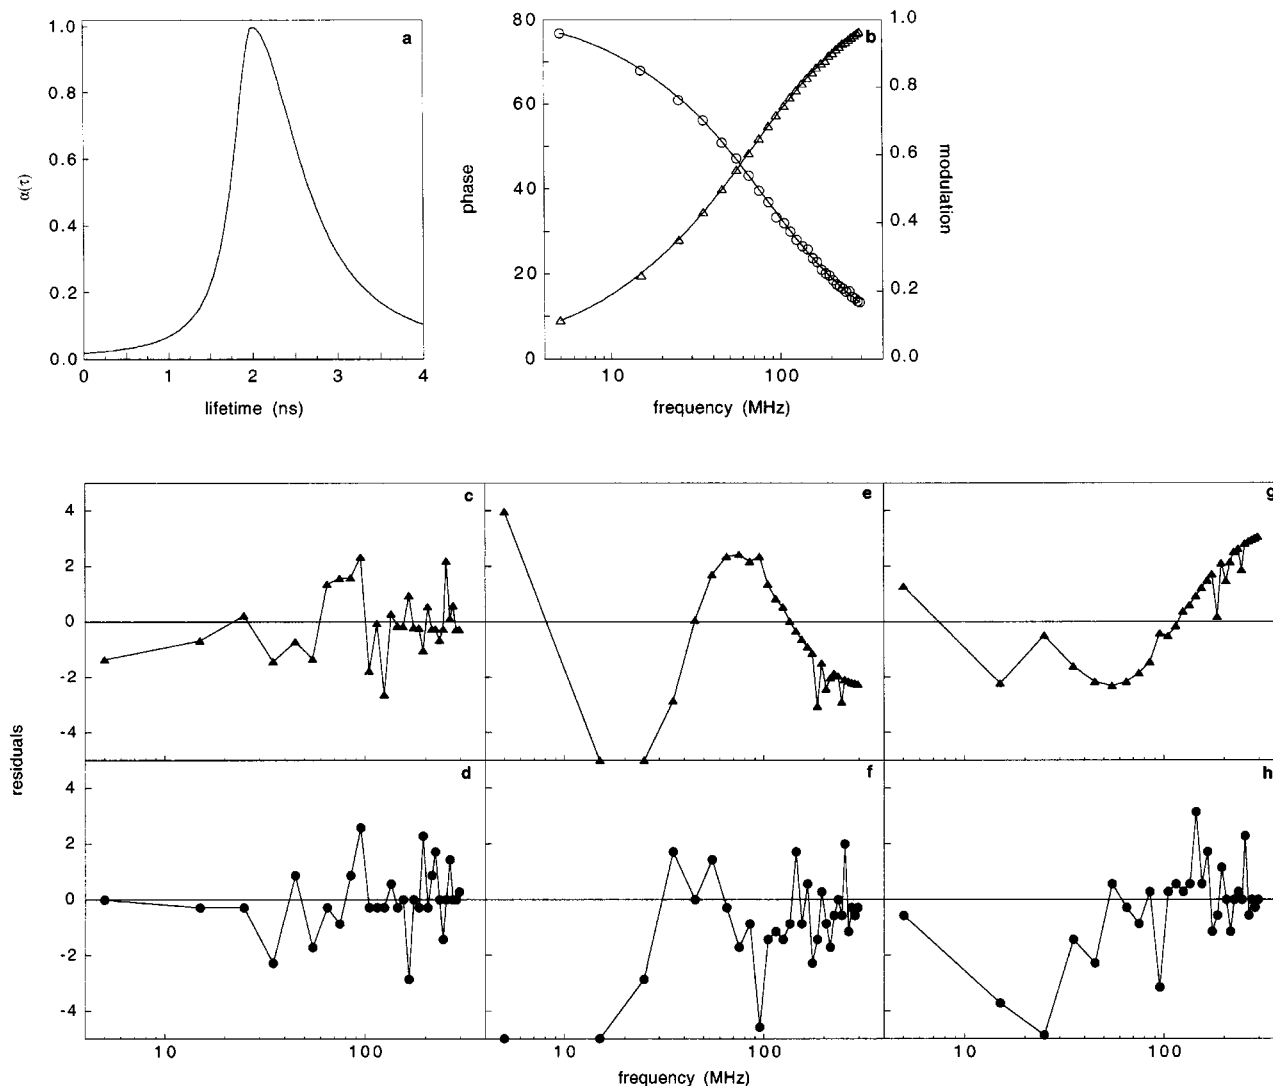 a
1.0
0.8
0.6
0.4
0.2
0.0
α(τ)
0 1 2 3 4
lifetime (ns)
b
80
60
40
20
0
phase
1.0
0.8
0.6
0.4
0.2
0.0
modulation
10 100
frequency (MHz)
c
e
g
4
2
0
-2
-4
d
f
h
4
2
0
-2
-4
residuals
10 100 10 100 10 100
frequency (MHz)